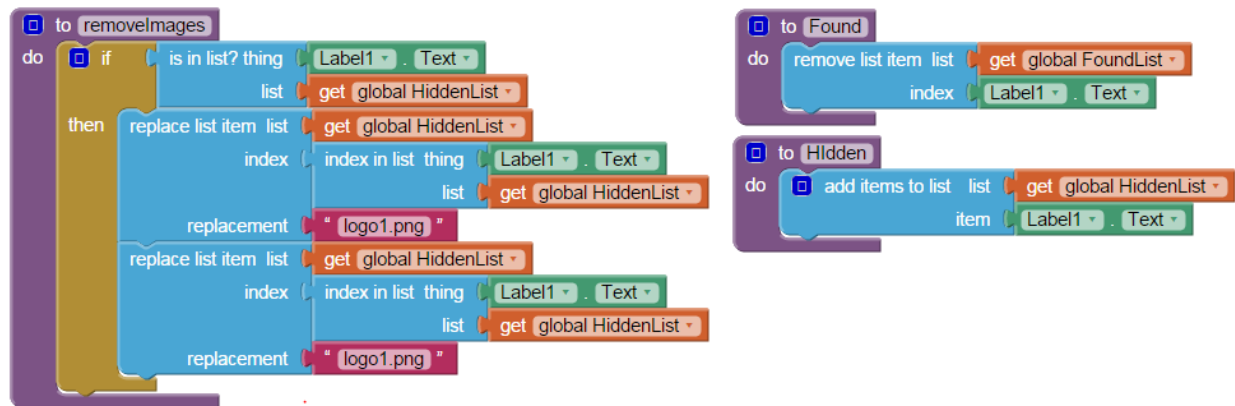 to removeImages
do if is in list? thing Label1 . Text
list get global HiddenList
then replace list item list get global HiddenList
index index in list thing Label1 . Text
list get global HiddenList
replacement " logo1.png "
replace list item list get global HiddenList
index index in list thing Label1 . Text
list get global HiddenList
replacement " logo1.png "
to Found
do remove list item list get global FoundList
index Label1 . Text
to HIdden
do add items to list list get global HiddenList
item Label1 . Text